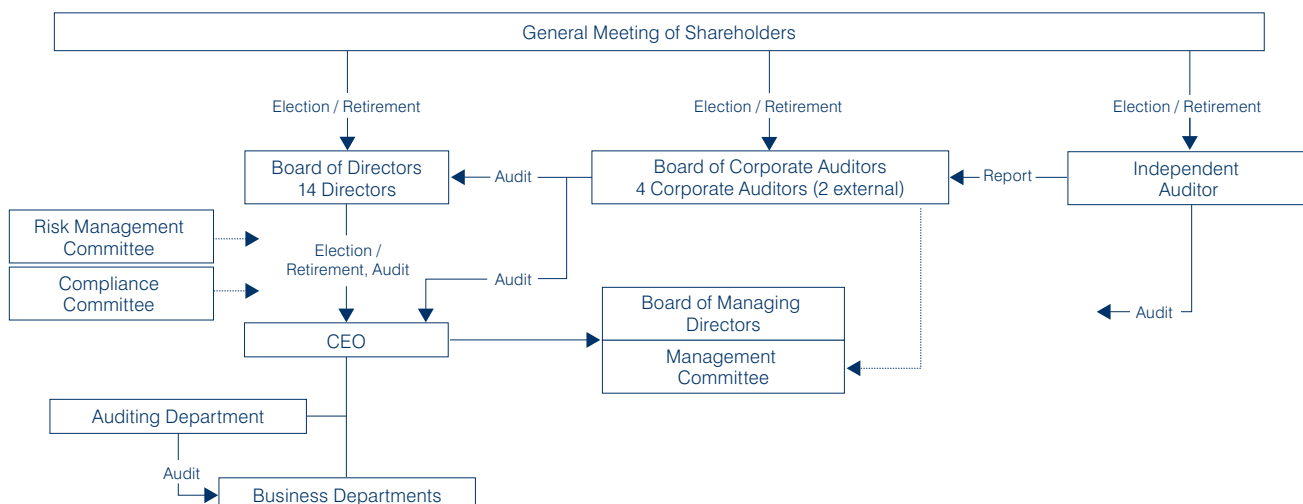 General Meeting of Shareholders
Election / Retirement
Election / Retirement
Election / Retirement
Board of Directors
14 Directors
Audit
Board of Corporate Auditors
4 Corporate Auditors (2 external)
Report
Independent
Auditor
Risk Management
Committee
Election /
Retirement, Audit
Audit
Compliance
Committee
Board of Managing
Directors
Audit
CEO
Management
Committee
Auditing Department
Audit
Business Departments